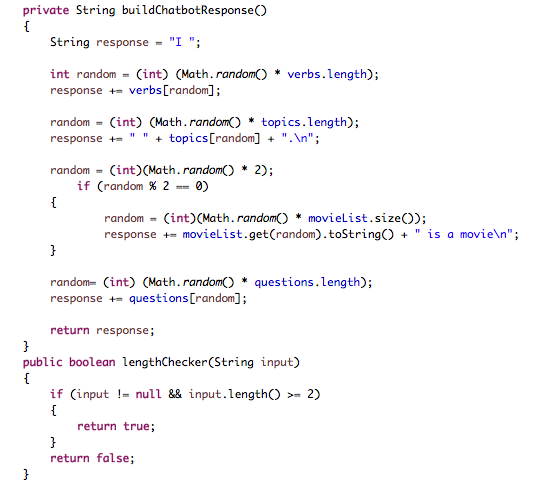 private String buildChatbotResponse()
{
    String response = "I ";

    int random = (int) (Math.random() * verbs.length);
    response += verbs[random];

    random = (int) (Math.random() * topics.length);
    response += " " + topics[random] + ".\n";

    random = (int)(Math.random() * 2);
        if (random % 2 == 0)
    {
            random = (int)(Math.random() * movieList.size());
            response += movieList.get(random).toString() + " is a movie\n";
    }

    random= (int) (Math.random() * questions.length);
    response += questions[random];

    return response;
}
public boolean lengthChecker(String input)
{
    if (input != null && input.length() >= 2)
    {
        return true;
    }
    return false;
}